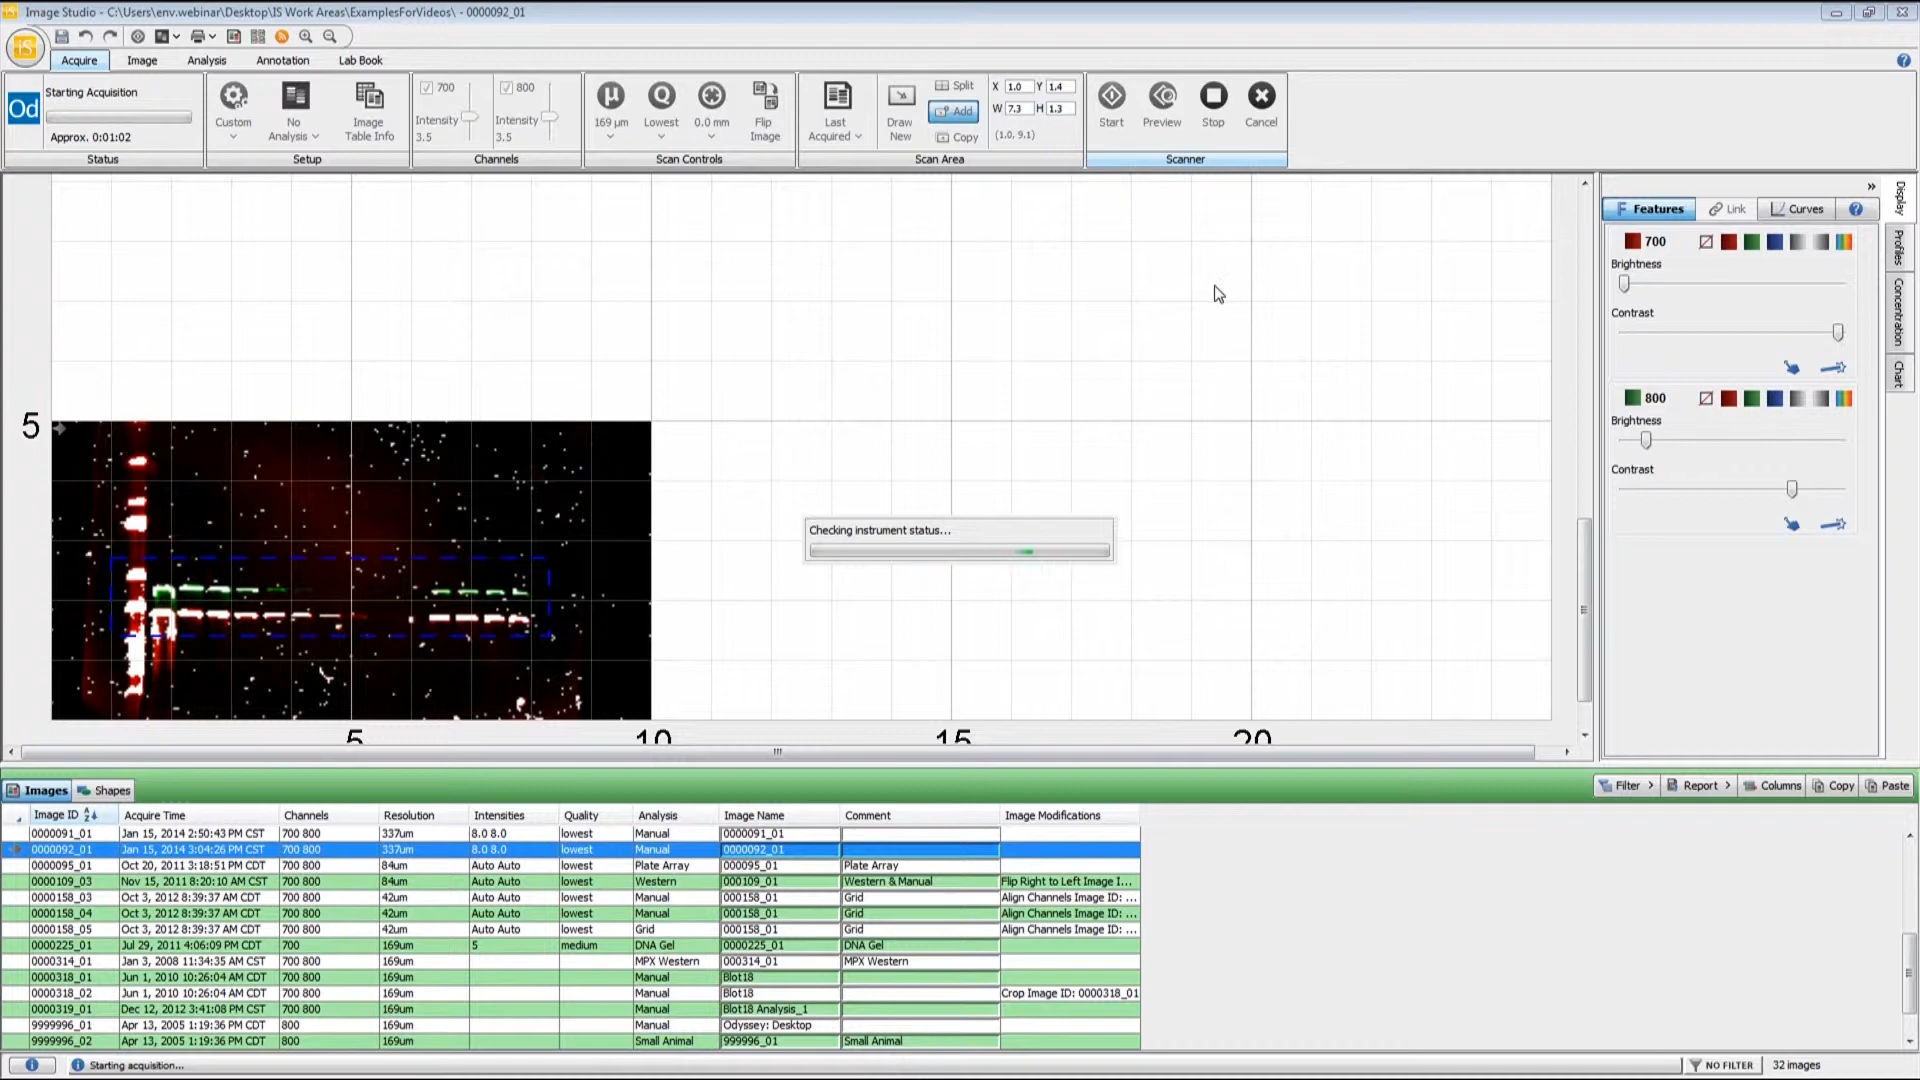 Image Studio - C:\Users\env.webinar\Desktop\IS Work Areas\ExamplesForVideos\ - 0000092_01
iS
Acquire Image Analysis Annotation Lab Book
Od Starting Acquisition
Approx. 0:01:02
Status
Custom No Analysis Image Table Info
Setup
700 800
Intensity 3.5 Intensity 3.5
Channels
169 µm Lowest 0.0 mm Flip Image
Scan Controls
Last Acquired Draw New Split Add Copy
X 1.0 Y 1.4
W 7.3 H 1.3
(1.0, 9.1)
Scan Area
Start Preview Stop Cancel
Scanner
5
5 10 15 20
Checking instrument status...
Features Link Curves
Display
Profiles
Concentration
Chart
700
Brightness
Contrast
800
Brightness
Contrast
Images Shapes Filter Report Columns Copy Paste
Image ID Acquire Time Channels Resolution Intensities Quality Analysis Image Name Comment Image Modifications
0000091_01 Jan 15, 2014 2:50:43 PM CST 700 800 337um 8.0 8.0 lowest Manual 0000091_01
0000092_01 Jan 15, 2014 3:04:26 PM CST 700 800 337um 8.0 8.0 lowest Manual 0000092_01
0000095_01 Oct 20, 2011 3:18:51 PM CDT 700 800 84um Auto Auto lowest Plate Array 000095_01 Plate Array
0000109_03 Nov 15, 2011 8:20:10 AM CST 700 800 84um Auto Auto lowest Western 000109_01 Western & Manual Flip Right to Left Image I...
0000158_03 Oct 3, 2012 8:39:37 AM CDT 700 800 42um Auto Auto lowest Manual 000158_01 Grid Align Channels Image ID: ...
0000158_04 Oct 3, 2012 8:39:37 AM CDT 700 800 42um Auto Auto lowest Manual 000158_01 Grid Align Channels Image ID: ...
0000158_05 Oct 3, 2012 8:39:37 AM CDT 700 800 42um Auto Auto lowest Grid 000158_01 Grid Align Channels Image ID: ...
0000225_01 Jul 29, 2011 4:06:09 PM CDT 700 169um 5 medium DNA Gel 0000225_01 DNA Gel
0000314_01 Jan 3, 2008 11:34:35 AM CST 700 800 169um MPX Western 000314_01 MPX Western
0000318_01 Jun 1, 2010 10:26:04 AM CDT 700 800 169um Manual Blot18
0000318_02 Jun 1, 2010 10:26:04 AM CDT 700 800 169um Manual Blot18 Crop Image ID: 0000318_01
0000319_01 Dec 12, 2012 3:41:08 PM CST 700 800 169um Manual Blot18 Analysis_1
9999996_01 Apr 13, 2005 1:19:36 PM CDT 800 169um Manual Odyssey: Desktop
9999996_02 Apr 13, 2005 1:19:36 PM CDT 800 169um Small Animal 999996_01 Small Animal
Starting acquisition... NO FILTER 32 images